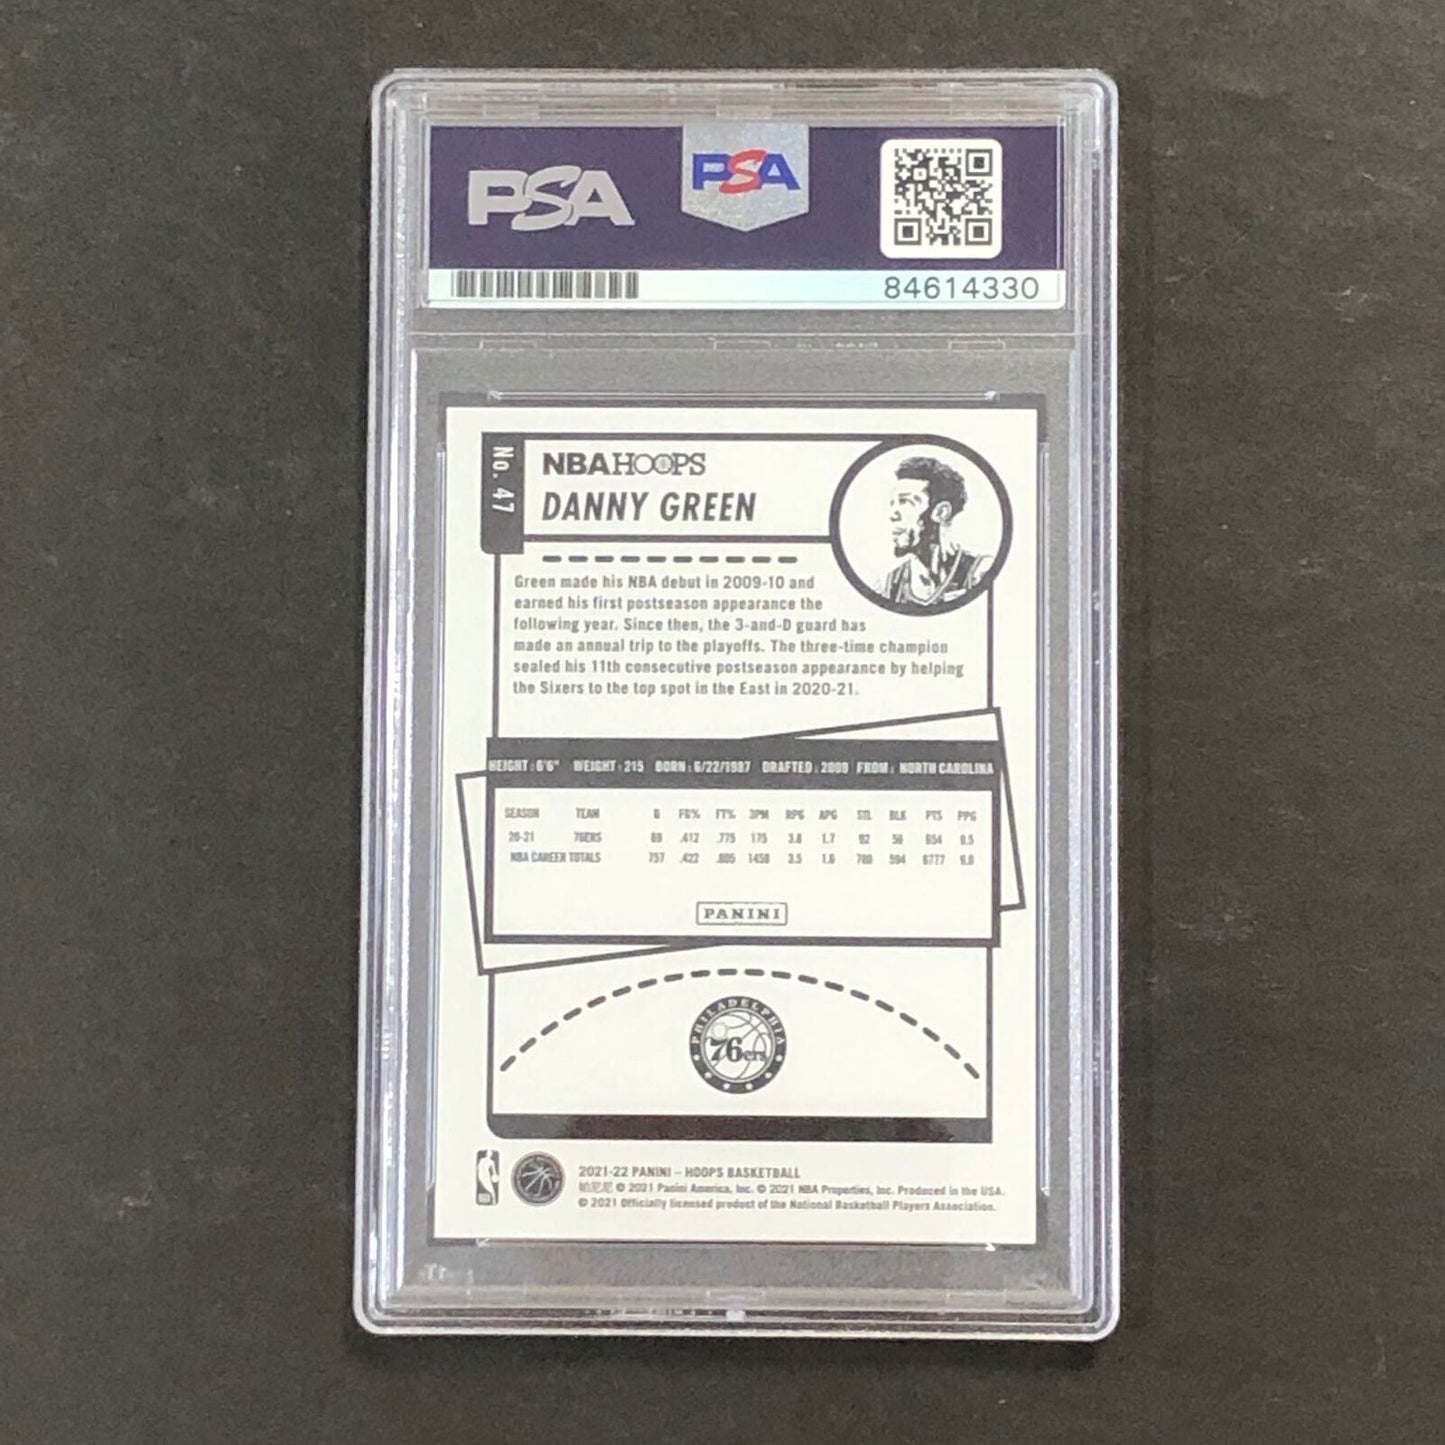 PSA
PSA
84614330
No. 47
NBA HOOPS
DANNY GREEN
Green made his NBA debut in 2009-10 and
earned his first postseason appearance the
following year. Since then, the 3-and-D guard has
made an annual trip to the playoffs. The three-time champion
sealed his 11th consecutive postseason appearance by helping
the Sixers to the top spot in the East in 2020-21.
HEIGHT: 6'6" WEIGHT: 215 BORN: 6/22/1987 DRAFTED: 2009 FROM: NORTH CAROLINA
SEASON TEAM G FG% FT% 3PM RPG APG STL BLK PTS PPG
20-21 76ERS 69 .412 .775 175 3.8 1.7 92 56 654 9.5
NBA CAREER TOTALS 757 .422 .805 1458 3.5 1.6 594 6777
PANINI
PHILADELPHIA
76ers
2021-22 PANINI – HOOPS BASKETBALL
帕尼尼 © 2021 Panini America, Inc. © 2021 NBA Properties, Inc. Produced in the USA.
© 2021 Officially licensed product of the National Basketball Players Association.